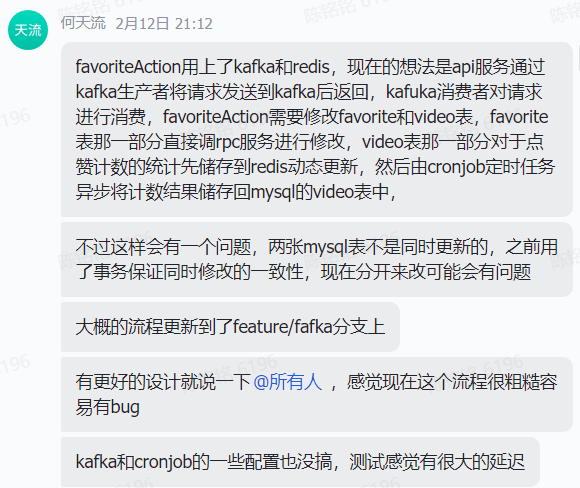 天流
何天流 2月12日 21:12
favoriteAction用上了kafka和redis，现在的想法是api服务通过
kafka生产者将请求发送到kafka后返回，kafuka消费者对请求
进行消费，favoriteAction需要修改favorite和video表，favorite
表那一部分直接调rpc服务进行修改，video表那一部分对于点
赞计数的统计先储存到redis动态更新，然后由cronjob定时任务
异步将计数结果储存回mysql的video表中，
不过这样会有一个问题，两张mysql表不是同时更新的，之前用
了事务保证同时修改的一致性，现在分开来改可能会有问题
大概的流程更新到了feature/fafka分支上
有更好的设计就说一下@所有人 ，感觉现在这个流程很粗糙容
易有bug
kafka和cronjob的一些配置也没搞，测试感觉有很大的延迟
陈铭铭 6196